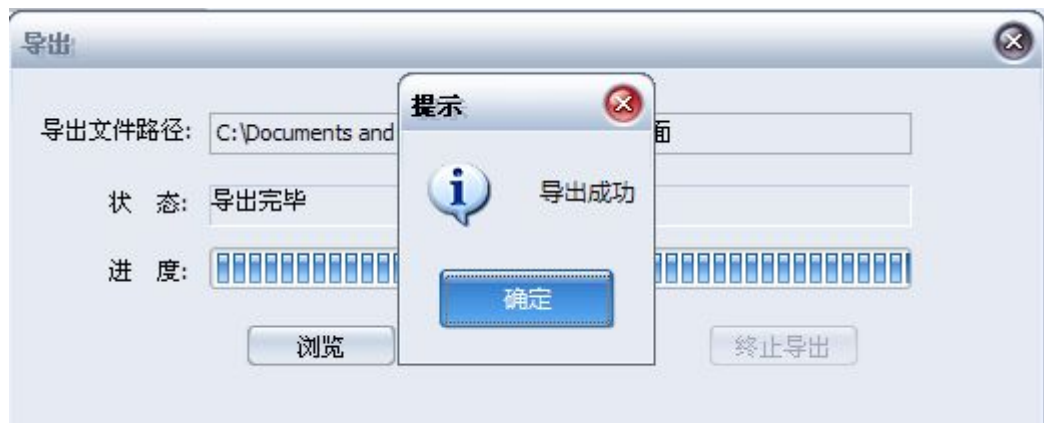 导出
提示
导出文件路径:
C:\Documents and
面
导出成功
状 态:
导出完毕
进 度:
确定
浏览
终止导出